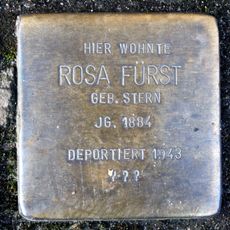 HIER WOHNTE
ROSA FÜRST
GEB. STERN
JG. 1884
DEPORTIERT 1943
???